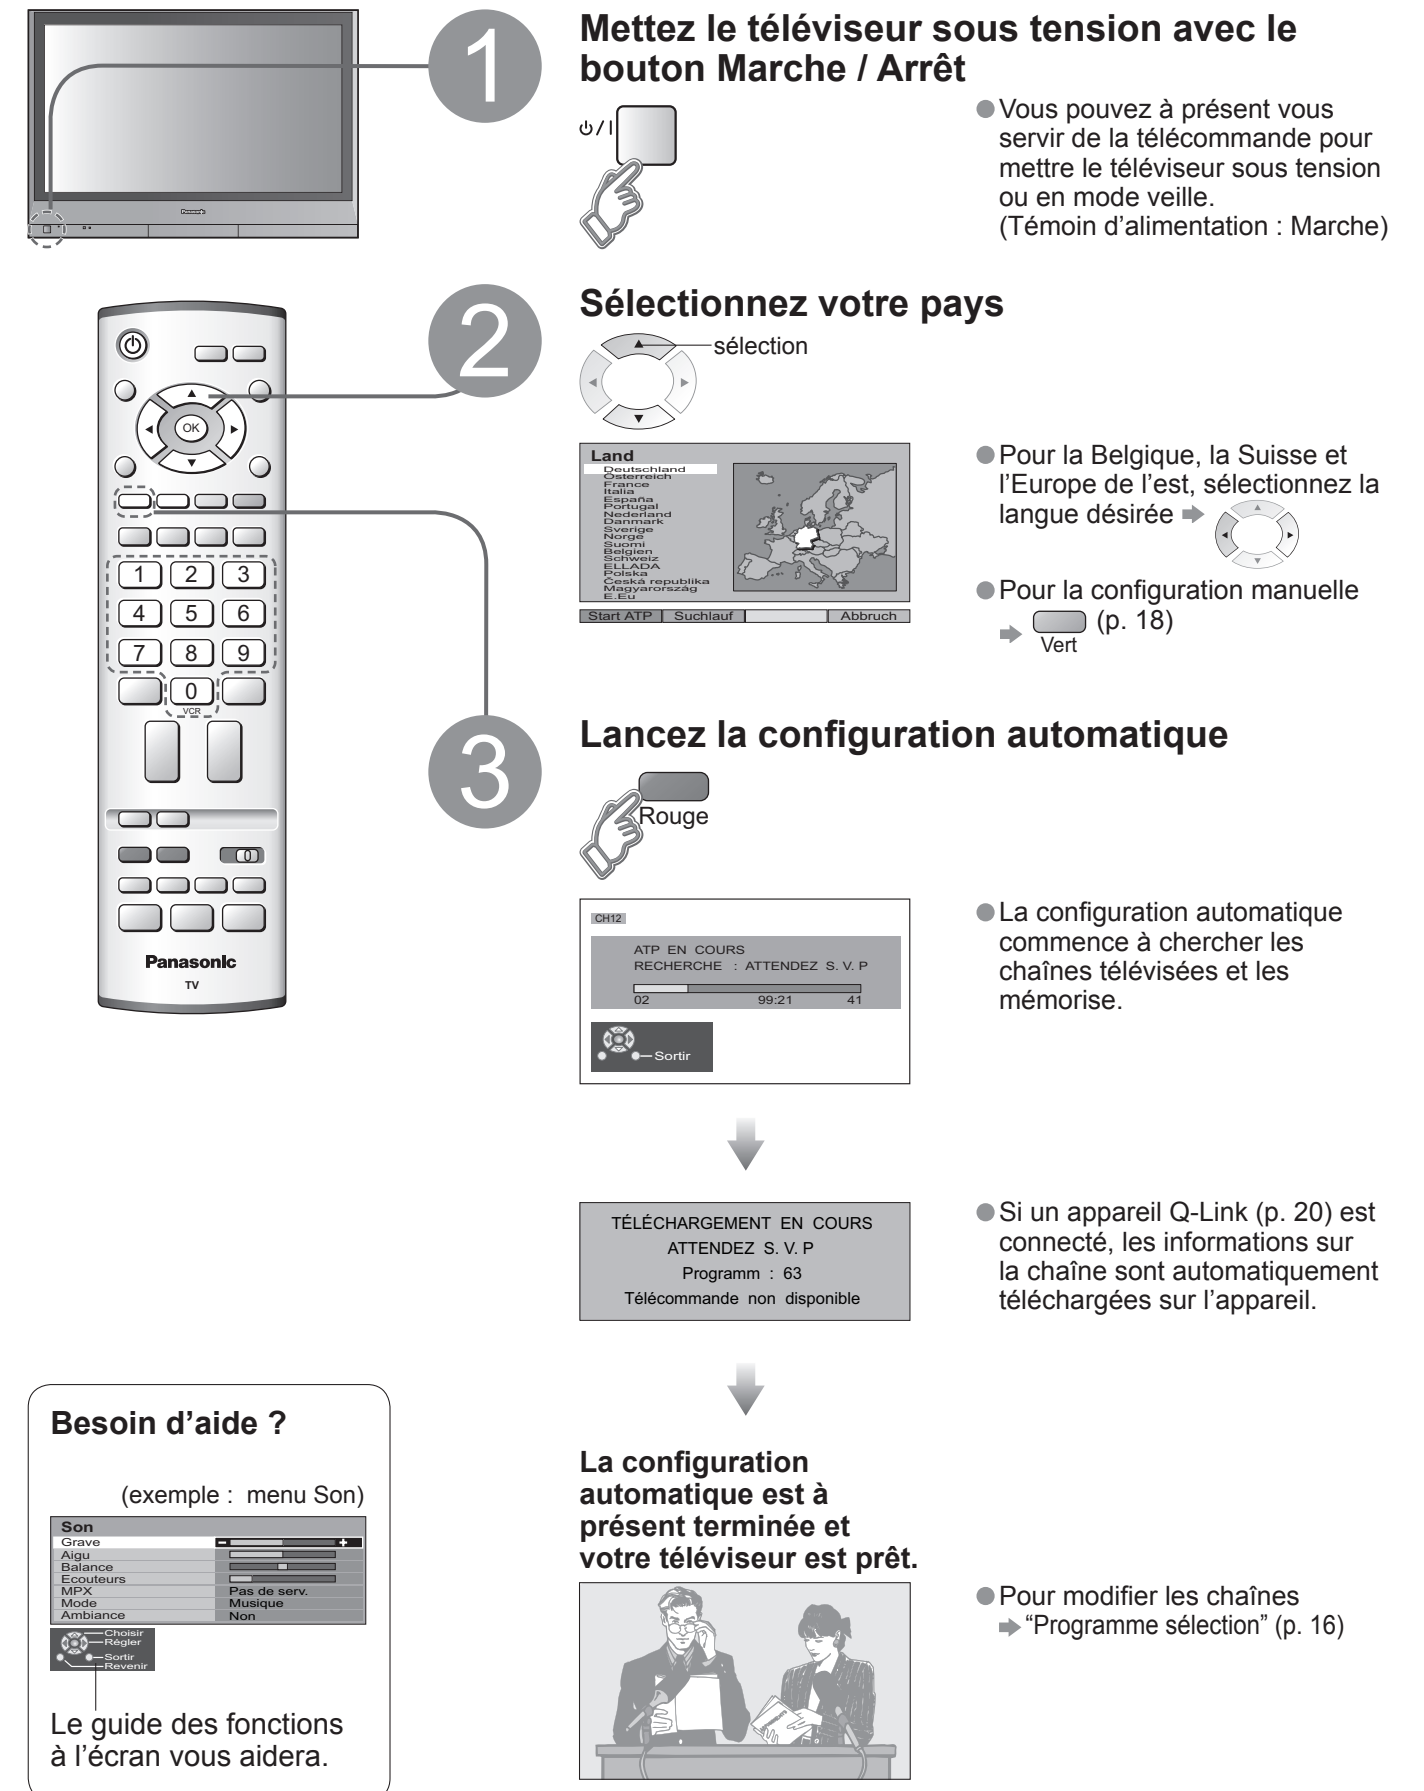 1
Mettez le téléviseur sous tension avec le
bouton Marche / Arrêt
⏻/I
●Vous pouvez à présent vous
servir de la télécommande pour
mettre le téléviseur sous tension
ou en mode veille.
(Témoin d’alimentation : Marche)
Panasonic
2
Sélectionnez votre pays
sélection
Land
Deutschland
Österreich
France
Italia
España
Portugal
Nederland
Danmark
Sverige
Norge
Suomi
Belgien
Schweiz
ELLADA
Polska
Česká republika
Magyarország
E.Eu
Start ATP Suchlauf Abbruch
●Pour la Belgique, la Suisse et
l’Europe de l’est, sélectionnez la
langue désirée ➡
●Pour la configuration manuelle
➡ (p. 18)
Vert
OK
1 2 3
4 5 6
7 8 9
0
VCR
0
Panasonic
TV
3
Lancez la configuration automatique
Rouge
CH12
ATP EN COURS
RECHERCHE : ATTENDEZ S. V. P
02 99:21 41
Sortir
●La configuration automatique
commence à chercher les
chaînes télévisées et les
mémorise.
TÉLÉCHARGEMENT EN COURS
ATTENDEZ S. V. P
Programm : 63
Télécommande non disponible
●Si un appareil Q-Link (p. 20) est
connecté, les informations sur
la chaîne sont automatiquement
téléchargées sur l’appareil.
La configuration
automatique est à
présent terminée et
votre téléviseur est prêt.
●Pour modifier les chaînes
➡“Programme sélection” (p. 16)
Besoin d’aide ?
(exemple : menu Son)
Son
Grave - +
Aigu
Balance
Ecouteurs
MPX Pas de serv.
Mode Musique
Ambiance Non
Choisir
Régler
Sortir
Revenir
Le guide des fonctions
à l’écran vous aidera.